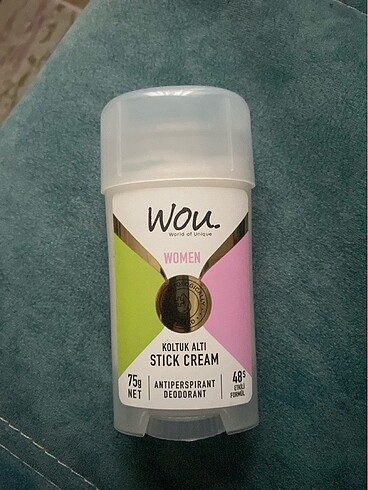 Wou.
World of Unique
WOMEN
KOLTUK ALTI
STICK CREAM
75g
NET
ANTIPERSPIRANT
DEODORANT
48S
ETKİLİ
FORMÜL